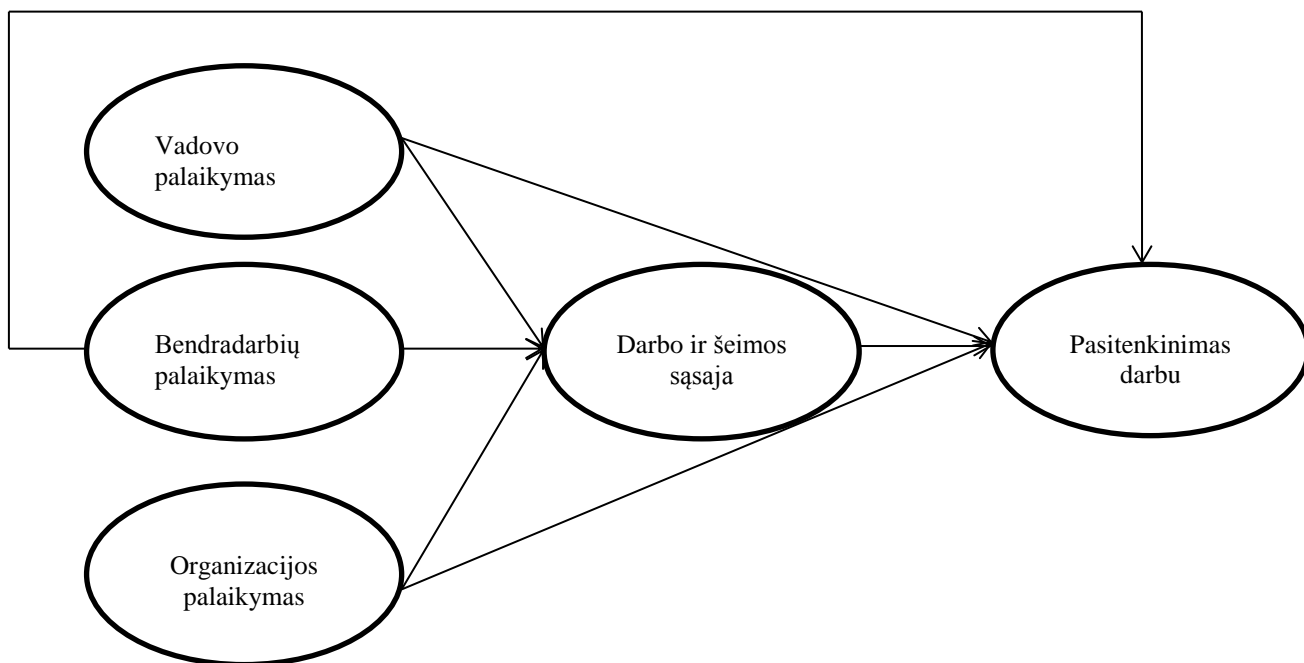 Vadovo
palaikymas
Bendradarbių
palaikymas
Darbo ir šeimos
sąsaja
Pasitenkinimas
darbu
Organizacijos
palaikymas